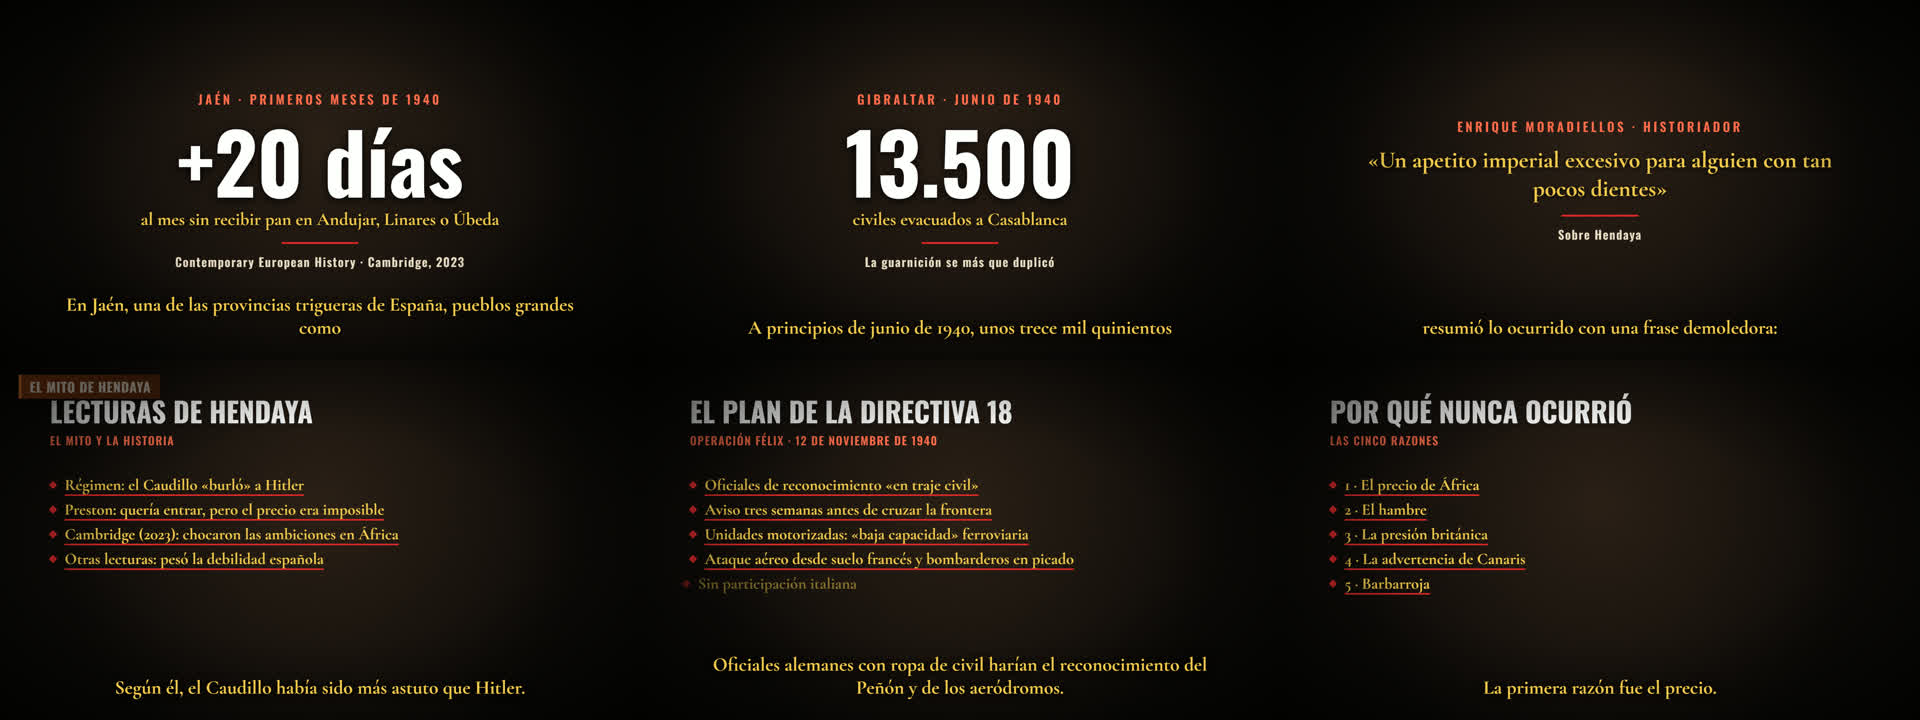 JAÉN · PRIMEROS MESES DE 1940
+20 días
al mes sin recibir pan en Andujar, Linares o Úbeda
Contemporary European History · Cambridge, 2023
En Jaén, una de las provincias trigueras de España, pueblos grandes
como
GIBRALTAR · JUNIO DE 1940
13.500
civiles evacuados a Casablanca
La guarnición se más que duplicó
A principios de junio de 1940, unos trece mil quinientos
ENRIQUE MORADIELLOS · HISTORIADOR
«Un apetito imperial excesivo para alguien con tan
pocos dientes»
Sobre Hendaya
resumió lo ocurrido con una frase demoledora:
EL MITO DE HENDAYA
LECTURAS DE HENDAYA
EL MITO Y LA HISTORIA
Régimen: el Caudillo «burló» a Hitler
Preston: quería entrar, pero el precio era imposible
Cambridge (2023): chocaron las ambiciones en África
Otras lecturas: pesó la debilidad española
Según él, el Caudillo había sido más astuto que Hitler.
EL PLAN DE LA DIRECTIVA 18
OPERACIÓN FÉLIX · 12 DE NOVIEMBRE DE 1940
Oficiales de reconocimiento «en traje civil»
Aviso tres semanas antes de cruzar la frontera
Unidades motorizadas: «baja capacidad» ferroviaria
Ataque aéreo desde suelo francés y bombarderos en picado
Sin participación italiana
Oficiales alemanes con ropa de civil harían el reconocimiento del
Peñón y de los aeródromos.
POR QUÉ NUNCA OCURRIÓ
LAS CINCO RAZONES
1 · El precio de África
2 · El hambre
3 · La presión británica
4 · La advertencia de Canaris
5 · Barbarroja
La primera razón fue el precio.